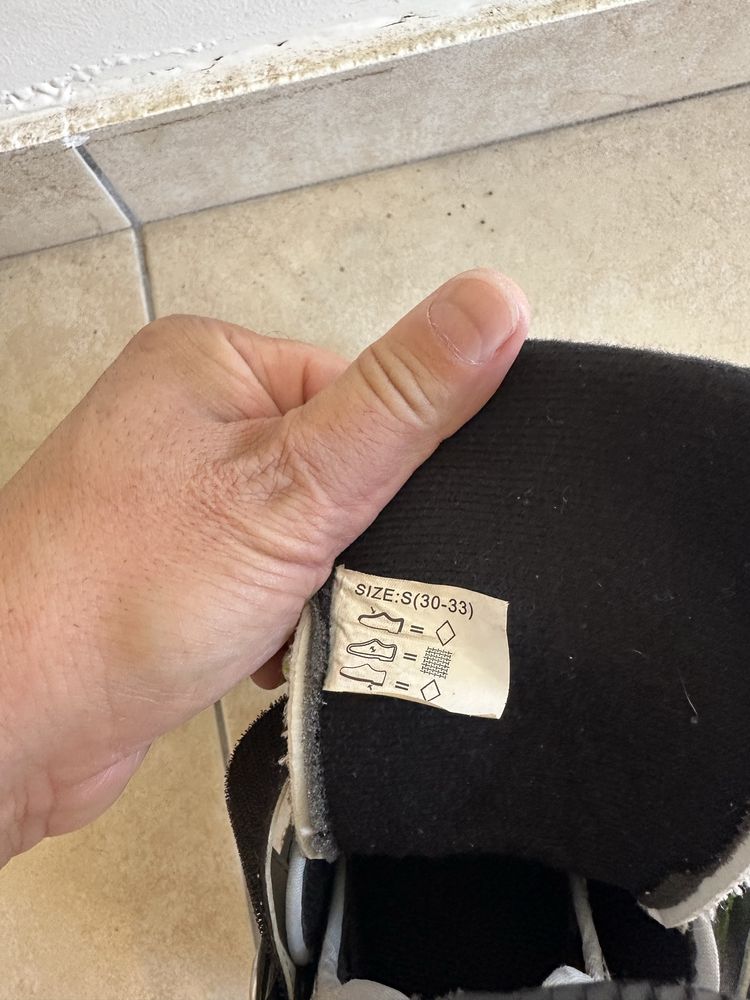 SIZE:S(30-33)
=
=
=